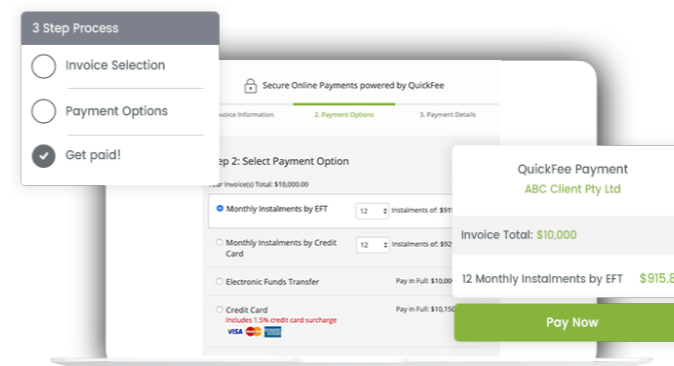 3 Step Process
Invoice Selection
Payment Options
Get paid!
Secure Online Payments powered by QuickFee
voice Information
2. Payment Options
3. Payment Details
ep 2: Select Payment Option
ur Invoice(s) Total: $10,000.00
Monthly Instalments by EFT
12
Instalments of: $91
Monthly Instalments by Credit
Card
12
Instalments of: $92
Electronic Funds Transfer
Pay in Full: $10,00
Credit Card
Pay in Full: $10,150
Includes 1.5% credit card surcharge
VISA
QuickFee Payment
ABC Client Pty Ltd
Invoice Total: $10,000
12 Monthly Instalments by EFT $915.8
Pay Now